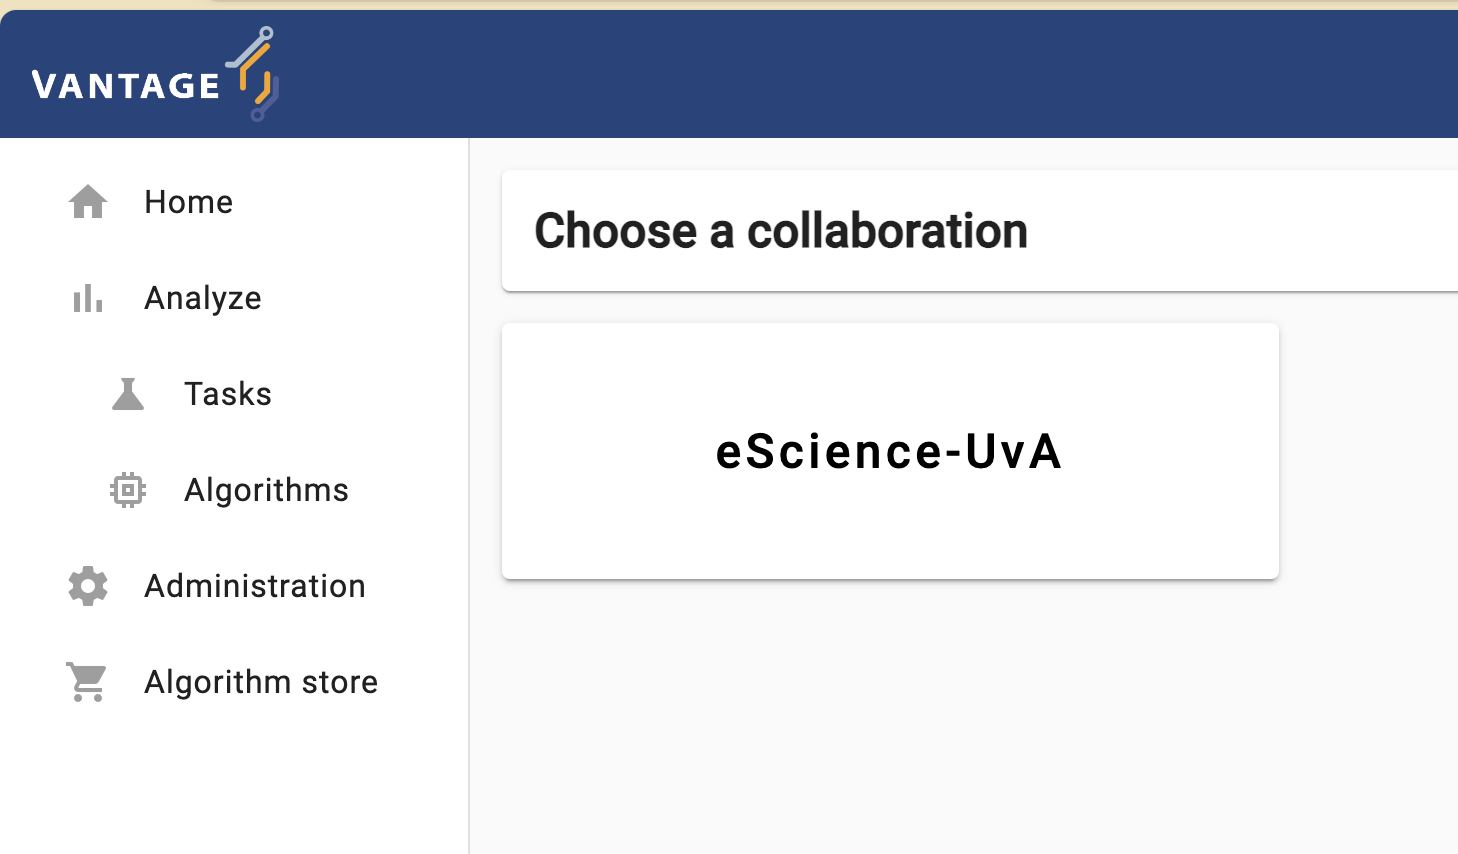 VANTAGE
Home
Analyze
Tasks
Algorithms
Administration
Algorithm store
Choose a collaboration
eScience-UvA